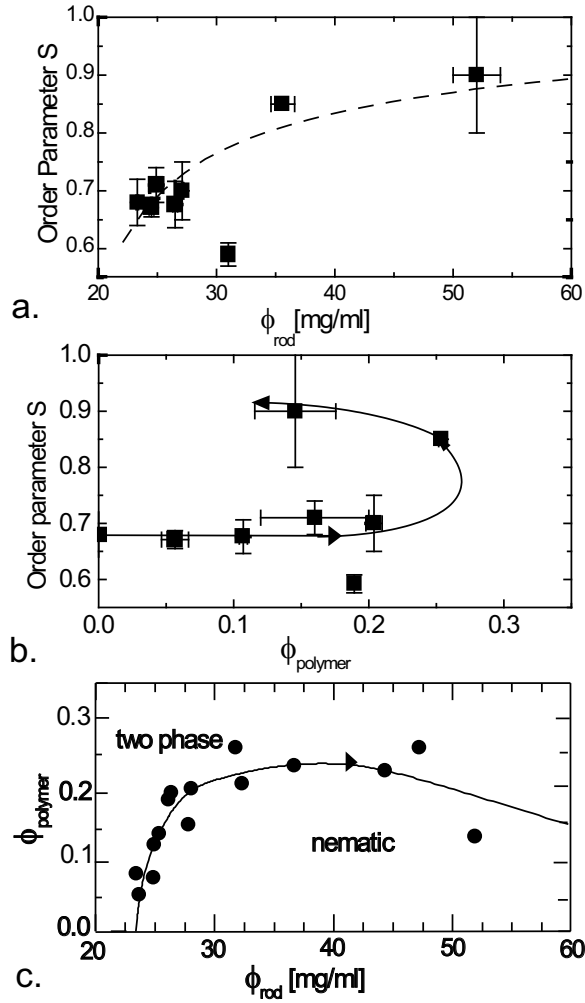 Order Parameter S
1.0
0.9
0.8
0.7
0.6
20 30 40 50 60
a.
ϕrod [mg/ml]
Order parameter S
1.0
0.9
0.8
0.7
0.6
0.0 0.1 0.2 0.3
b.
ϕpolymer
ϕpolymer
0.3
0.2
0.1
0.0
two phase
nematic
20 30 40 50 60
c.
ϕrod [mg/ml]